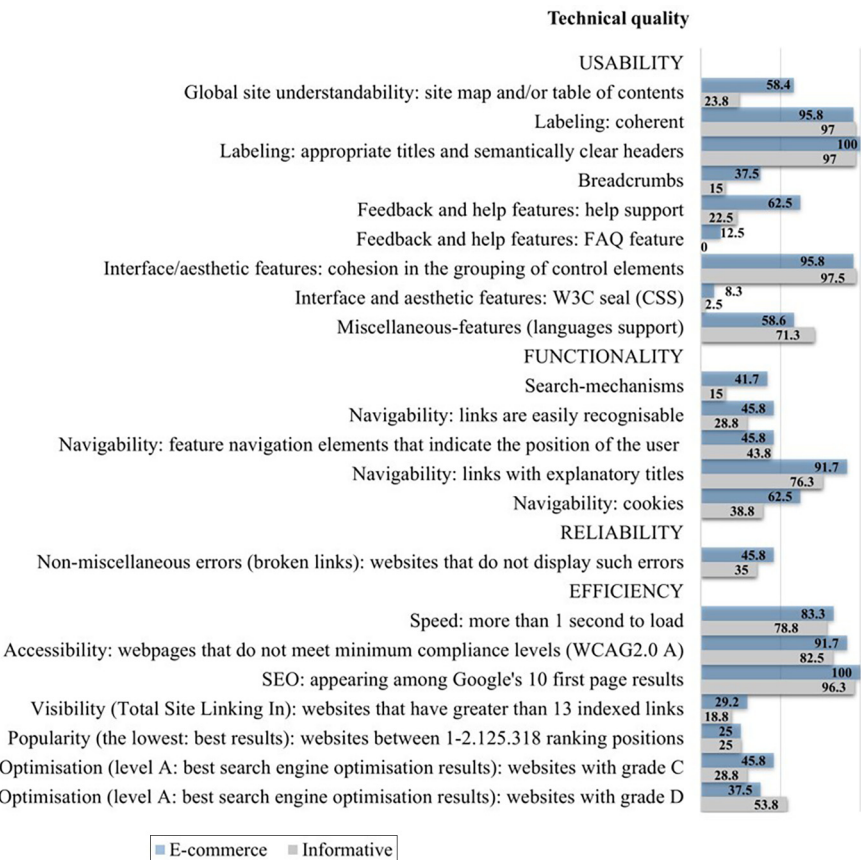 Technical quality
USABILITY
Global site understandability: site map and/or table of contents
58.4
23.8
Labeling: coherent
95.8
97
Labeling: appropriate titles and semantically clear headers
100
97
Breadcrumbs
37.5
15
Feedback and help features: help support
62.5
22.5
Feedback and help features: FAQ feature
12.5
0
Interface/aesthetic features: cohesion in the grouping of control elements
95.8
97.5
Interface and aesthetic features: W3C seal (CSS)
8.3
2.5
Miscellaneous-features (languages support)
58.6
71.3
FUNCTIONALITY
Search-mechanisms
41.7
15
Navigability: links are easily recognisable
45.8
28.8
Navigability: feature navigation elements that indicate the position of the user
45.8
43.8
Navigability: links with explanatory titles
91.7
76.3
Navigability: cookies
62.5
38.8
RELIABILITY
Non-miscellaneous errors (broken links): websites that do not display such errors
45.8
35
EFFICIENCY
Speed: more than 1 second to load
83.3
78.8
Accessibility: webpages that do not meet minimum compliance levels (WCAG2.0 A)
91.7
82.5
SEO: appearing among Google's 10 first page results
100
96.3
Visibility (Total Site Linking In): websites that have greater than 13 indexed links
29.2
18.8
Popularity (the lowest: best results): websites between 1-2.125.318 ranking positions
25
25
Optimisation (level A: best search engine optimisation results): websites with grade C
45.8
28.8
Optimisation (level A: best search engine optimisation results): websites with grade D
37.5
53.8
E-commerce
Informative